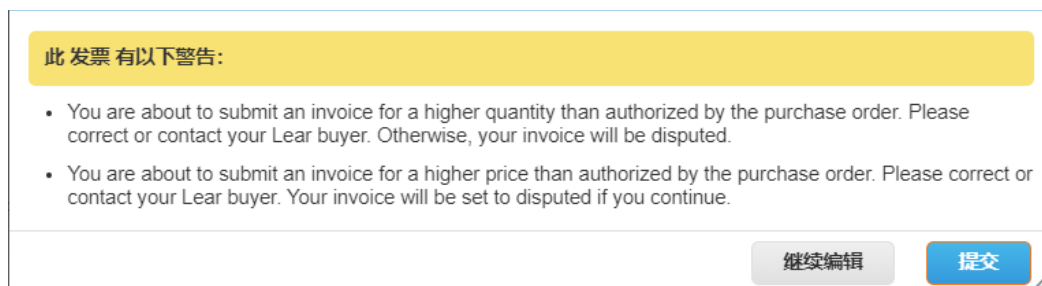 此 发票 有以下警告：
• You are about to submit an invoice for a higher quantity than authorized by the purchase order. Please
correct or contact your Lear buyer. Otherwise, your invoice will be disputed.
• You are about to submit an invoice for a higher price than authorized by the purchase order. Please correct or
contact your Lear buyer. Your invoice will be set to disputed if you continue.
继续编辑 提交